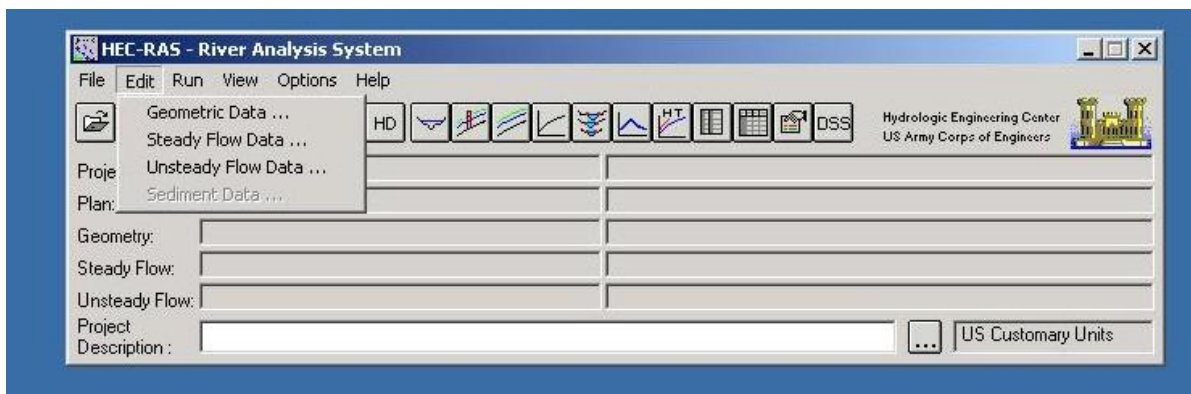 HEC-RAS - River Analysis System
File Edit Run View Options Help
Geometric Data ...
Steady Flow Data ...
Unsteady Flow Data ...
Sediment Data ...
HD
HT
DSS
Hydrologic Engineering Center
US Army Corps of Engineers
Proje
Plan:
Geometry:
Steady Flow:
Unsteady Flow:
Project
Description :
...
US Customary Units